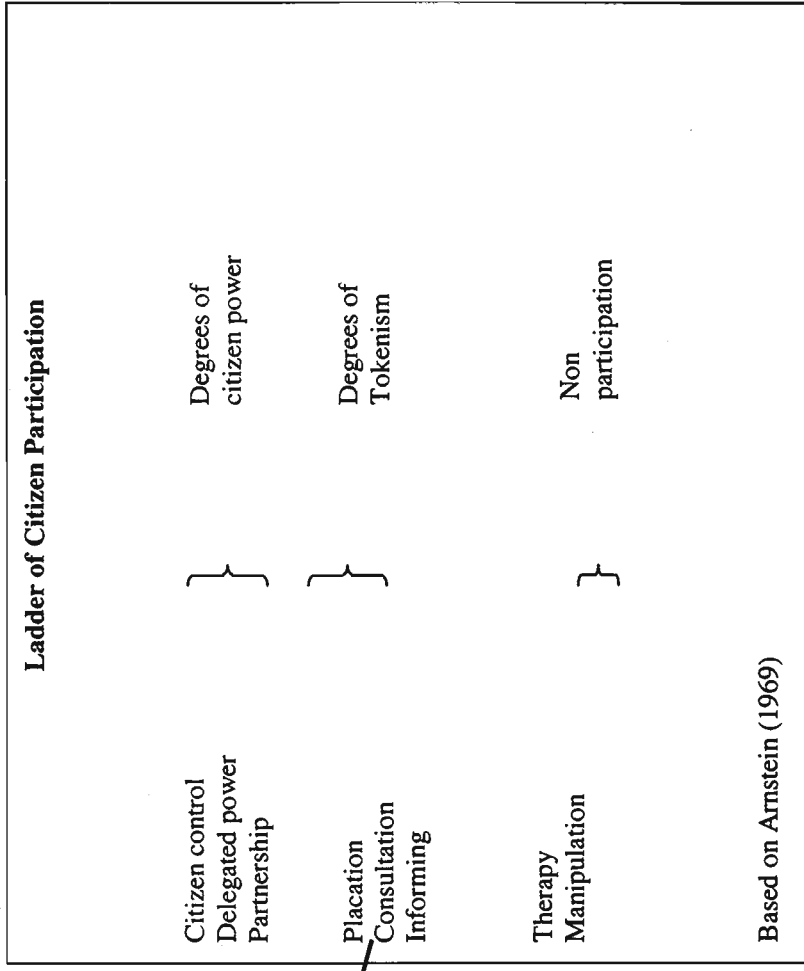 Ladder of Citizen Participation
Citizen control
Delegated power
Partnership
Degrees of
citizen power
Placation
Consultation
Informing
Degrees of
Tokenism
Therapy
Manipulation
Non
participation
Based on Arnstein (1969)